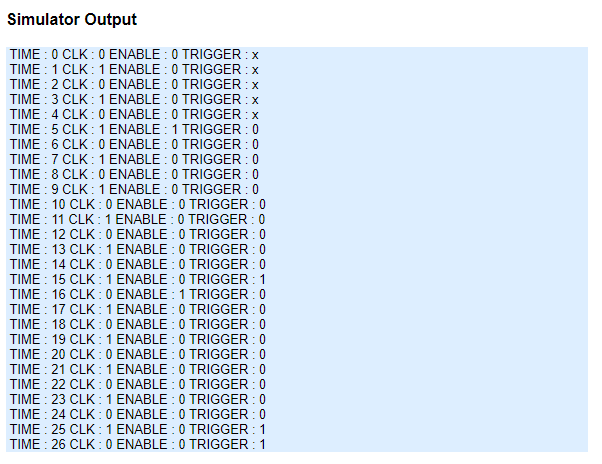 Simulator Output
TIME : 0 CLK : 0 ENABLE : 0 TRIGGER : x
TIME : 1 CLK : 1 ENABLE : 0 TRIGGER : x
TIME : 2 CLK : 0 ENABLE : 0 TRIGGER : x
TIME : 3 CLK : 1 ENABLE : 0 TRIGGER : x
TIME : 4 CLK : 0 ENABLE : 0 TRIGGER : x
TIME : 5 CLK : 1 ENABLE : 1 TRIGGER : 0
TIME : 6 CLK : 0 ENABLE : 0 TRIGGER : 0
TIME : 7 CLK : 1 ENABLE : 0 TRIGGER : 0
TIME : 8 CLK : 0 ENABLE : 0 TRIGGER : 0
TIME : 9 CLK : 1 ENABLE : 0 TRIGGER : 0
TIME : 10 CLK : 0 ENABLE : 0 TRIGGER : 0
TIME : 11 CLK : 1 ENABLE : 0 TRIGGER : 0
TIME : 12 CLK : 0 ENABLE : 0 TRIGGER : 0
TIME : 13 CLK : 1 ENABLE : 0 TRIGGER : 0
TIME : 14 CLK : 0 ENABLE : 0 TRIGGER : 0
TIME : 15 CLK : 1 ENABLE : 0 TRIGGER : 1
TIME : 16 CLK : 0 ENABLE : 1 TRIGGER : 0
TIME : 17 CLK : 1 ENABLE : 0 TRIGGER : 0
TIME : 18 CLK : 0 ENABLE : 0 TRIGGER : 0
TIME : 19 CLK : 1 ENABLE : 0 TRIGGER : 0
TIME : 20 CLK : 0 ENABLE : 0 TRIGGER : 0
TIME : 21 CLK : 1 ENABLE : 0 TRIGGER : 0
TIME : 22 CLK : 0 ENABLE : 0 TRIGGER : 0
TIME : 23 CLK : 1 ENABLE : 0 TRIGGER : 0
TIME : 24 CLK : 0 ENABLE : 0 TRIGGER : 0
TIME : 25 CLK : 1 ENABLE : 0 TRIGGER : 1
TIME : 26 CLK : 0 ENABLE : 0 TRIGGER : 1